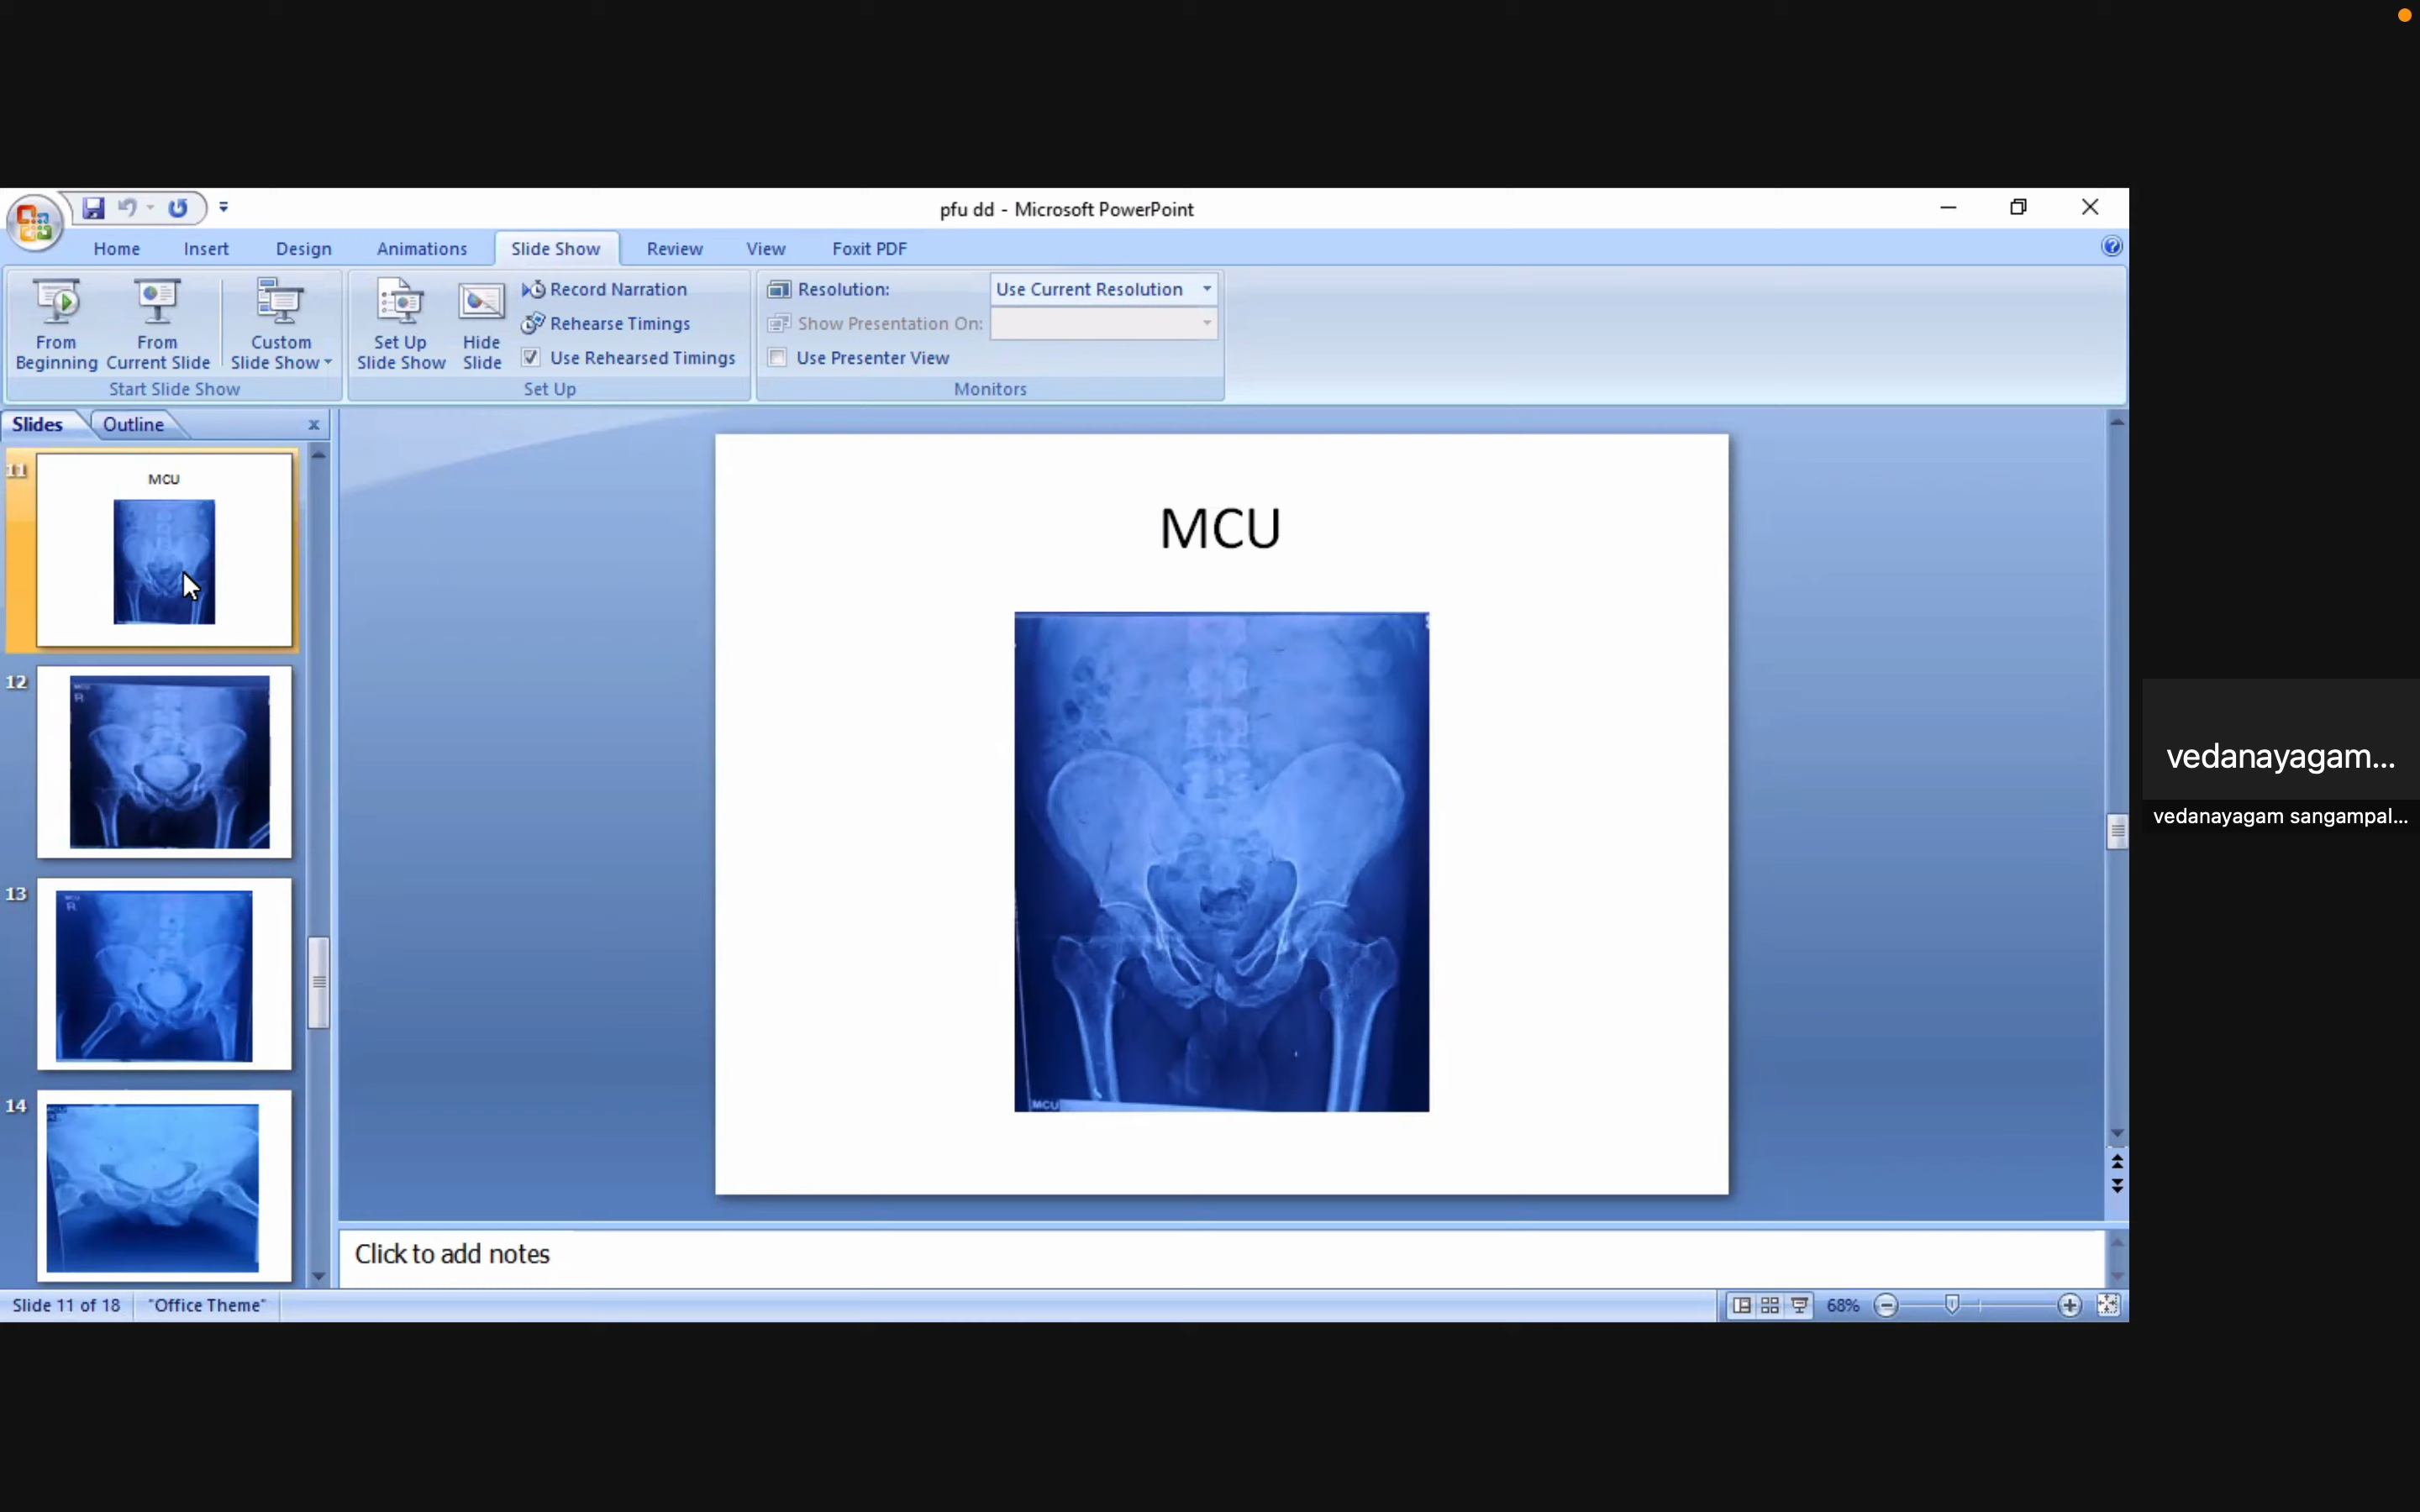 pfu dd - Microsoft PowerPoint
Home Insert Design Animations Slide Show Review View Foxit PDF
From Beginning
From Current Slide
Custom Slide Show
Start Slide Show
Set Up Slide Show
Hide Slide
Record Narration
Rehearse Timings
Use Rehearsed Timings
Set Up
Resolution: Use Current Resolution
Show Presentation On:
Use Presenter View
Monitors
Slides Outline
11
MCU
12
R
13
R
14
MCU
MCU
Click to add notes
Slide 11 of 18 "Office Theme" 68%
vedanayagam...
vedanayagam sangampal...